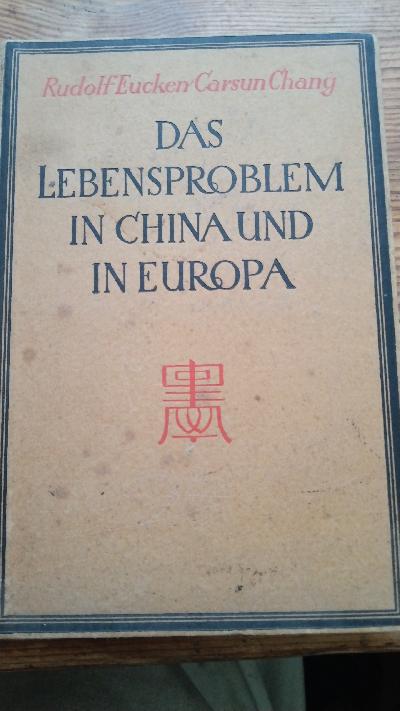 Rudolf Eucken Carsun Chang
DAS
LEBENSPROBLEM
IN CHINA UND
IN EUROPA